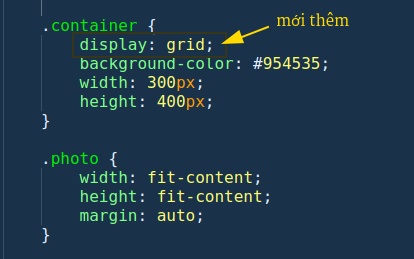 .container {
display: grid;
mới thêm
background-color: #954535;
width: 300px;
height: 400px;
}
.photo {
width: fit-content;
height: fit-content;
margin: auto;
}